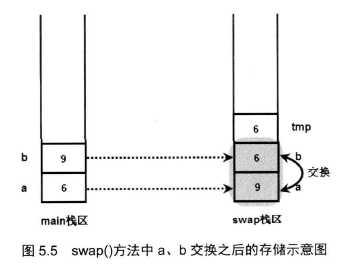 6 tmp
b 9 6 b
交换
a 6 9 a
main栈区 swap栈区
图 5.5 swap()方法中 a、b 交换之后的存储示意图